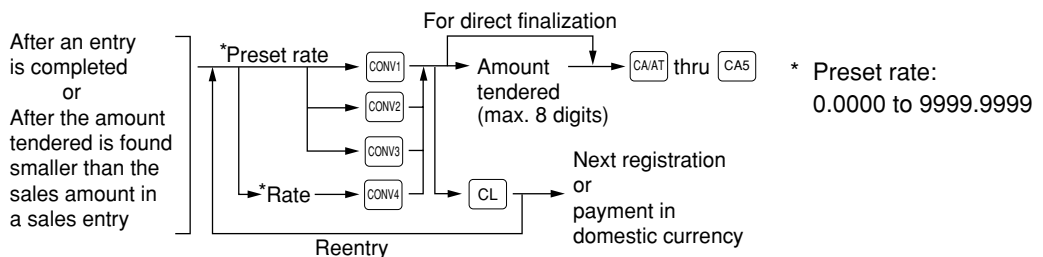 For direct finalization
After an entry
is completed
or
After the amount
tendered is found
smaller than the
sales amount in
a sales entry
*Preset rate
CONV1
CONV2
CONV3
*Rate
CONV4
Amount
tendered
(max. 8 digits)
CA/AT thru CA5
* Preset rate:
0.0000 to 9999.9999
CL
Next registration
or
payment in
domestic currency
Reentry